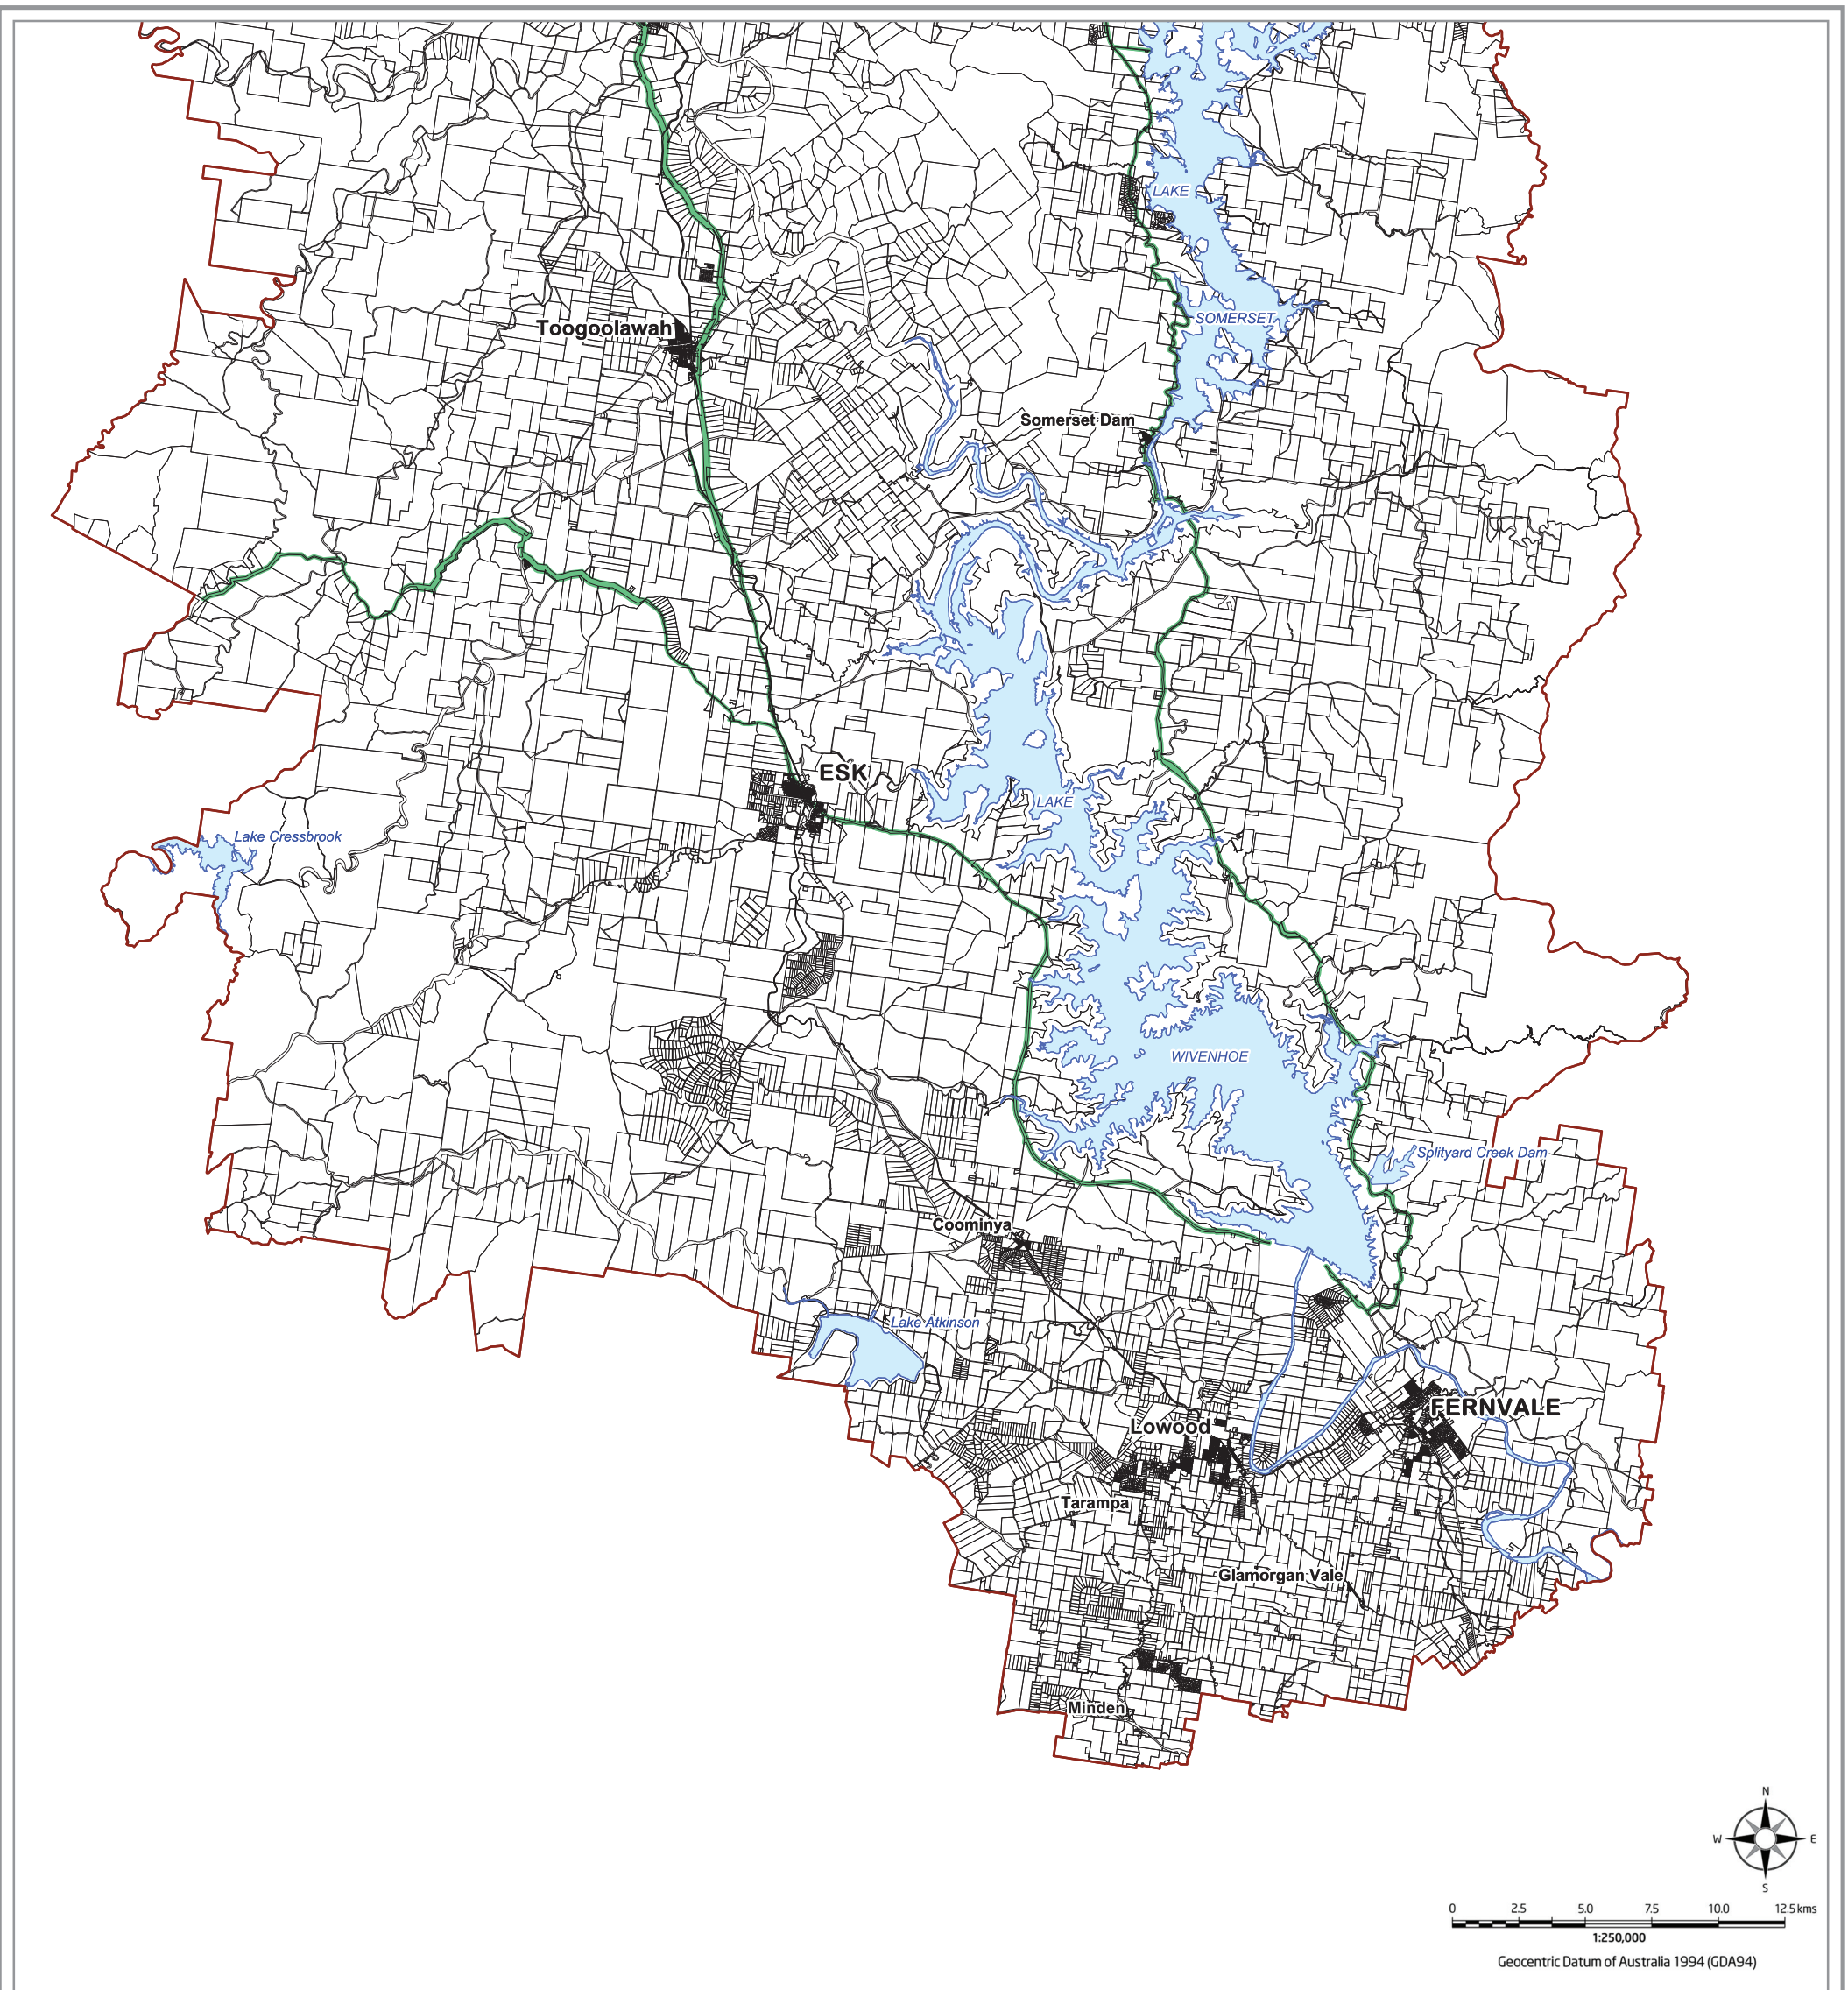 LAKE
SOMERSET
Toogoolawah
Somerset Dam
ESK
LAKE
Lake Cressbrook
WIVENHOE
Splityard Creek Dam
Coominya
Lake Atkinson
FERNVALE
Lowood
Tarampa
Glamorgan Vale
Minden
N
W E
S
0 2.5 5.0 7.5 10.0 12.5 kms
1:250,000
Geocentric Datum of Australia 1994 (GDA94)